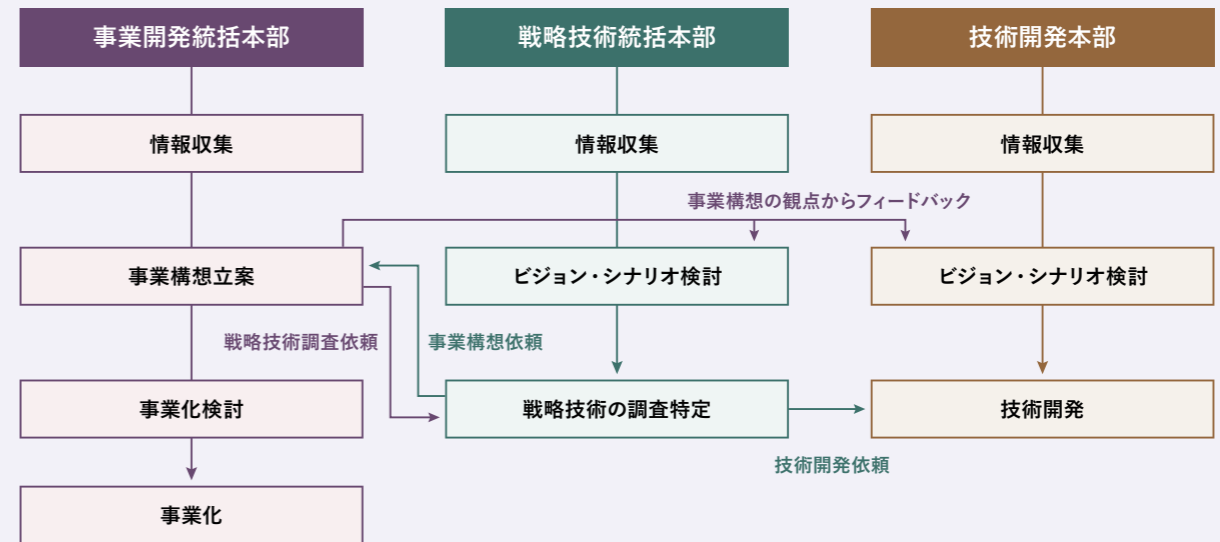 事業開発統括本部
戦略技術統括本部
技術開発本部
情報収集
情報収集
情報収集
事業構想の観点からフィードバック
事業構想立案
ビジョン・シナリオ検討
ビジョン・シナリオ検討
戦略技術調査依頼
事業構想依頼
事業化検討
戦略技術の調査特定
技術開発
技術開発依頼
事業化